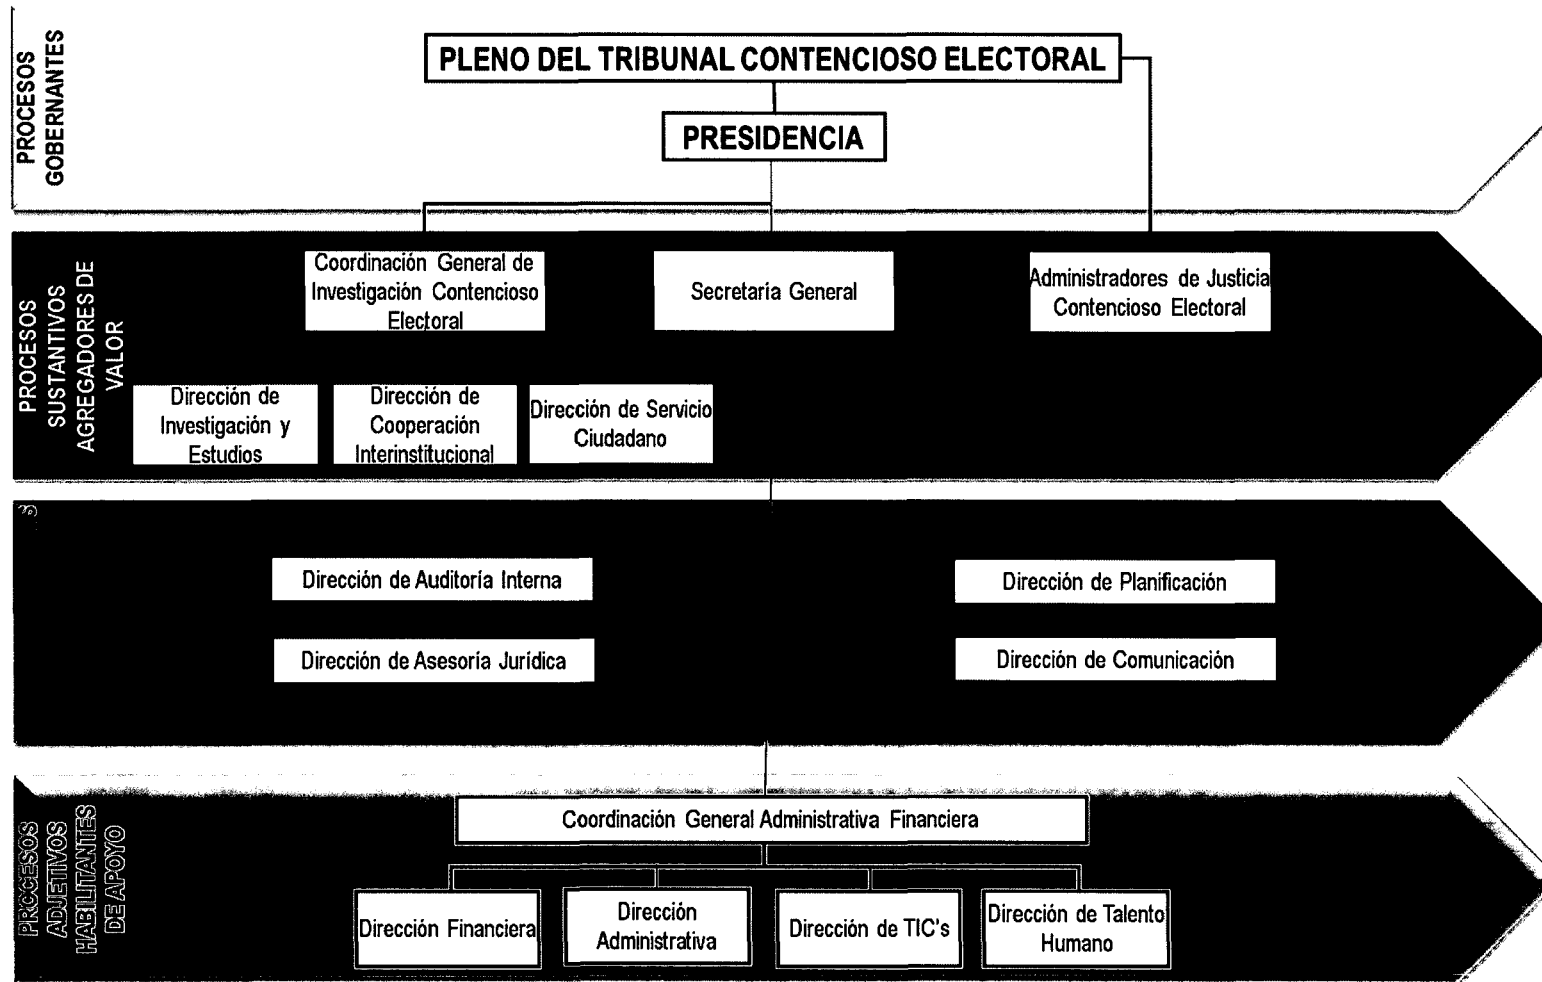 PROCESOS
GOBERNANTES
PLENO DEL TRIBUNAL CONTENCIOSO ELECTORAL
PRESIDENCIA
PROCESOS
SUSTANTIVOS
AGREGADORES DE
VALOR
Coordinación General de
Investigación Contencioso
Electoral
Secretaría General
Administradores de Justicia
Contencioso Electoral
Dirección de
Investigación y
Estudios
Dirección de
Cooperación
Interinstitucional
Dirección de Servicio
Ciudadano
Dirección de Auditoría Interna
Dirección de Planificación
Dirección de Asesoría Jurídica
Dirección de Comunicación
PROCESOS
ADJETIVOS
HABILITANTES
DE APOYO
Coordinación General Administrativa Financiera
Dirección Financiera
Dirección
Administrativa
Dirección de TIC's
Dirección de Talento
Humano